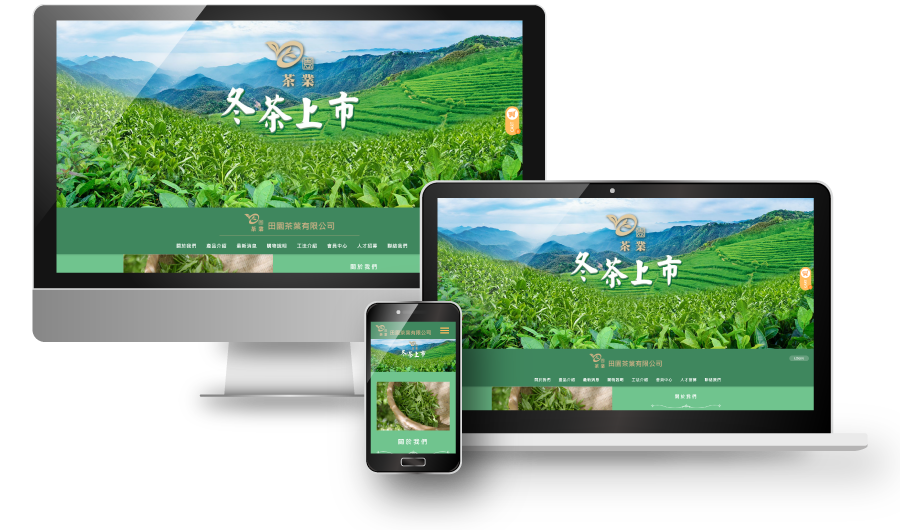 園
茶業
冬茶上市
田園茶業有限公司
關於我們 產品介紹 最新消息 購物說明 工法介紹 會員中心 人才招募 聯絡我們
關於我們
園
茶業
冬茶上市
田園茶業有限公司
關於我們 產品介紹 最新消息 購物說明 工法介紹 會員中心 人才招募 聯絡我們
關於我們
田園茶業有限公司
冬茶上市
關於我們